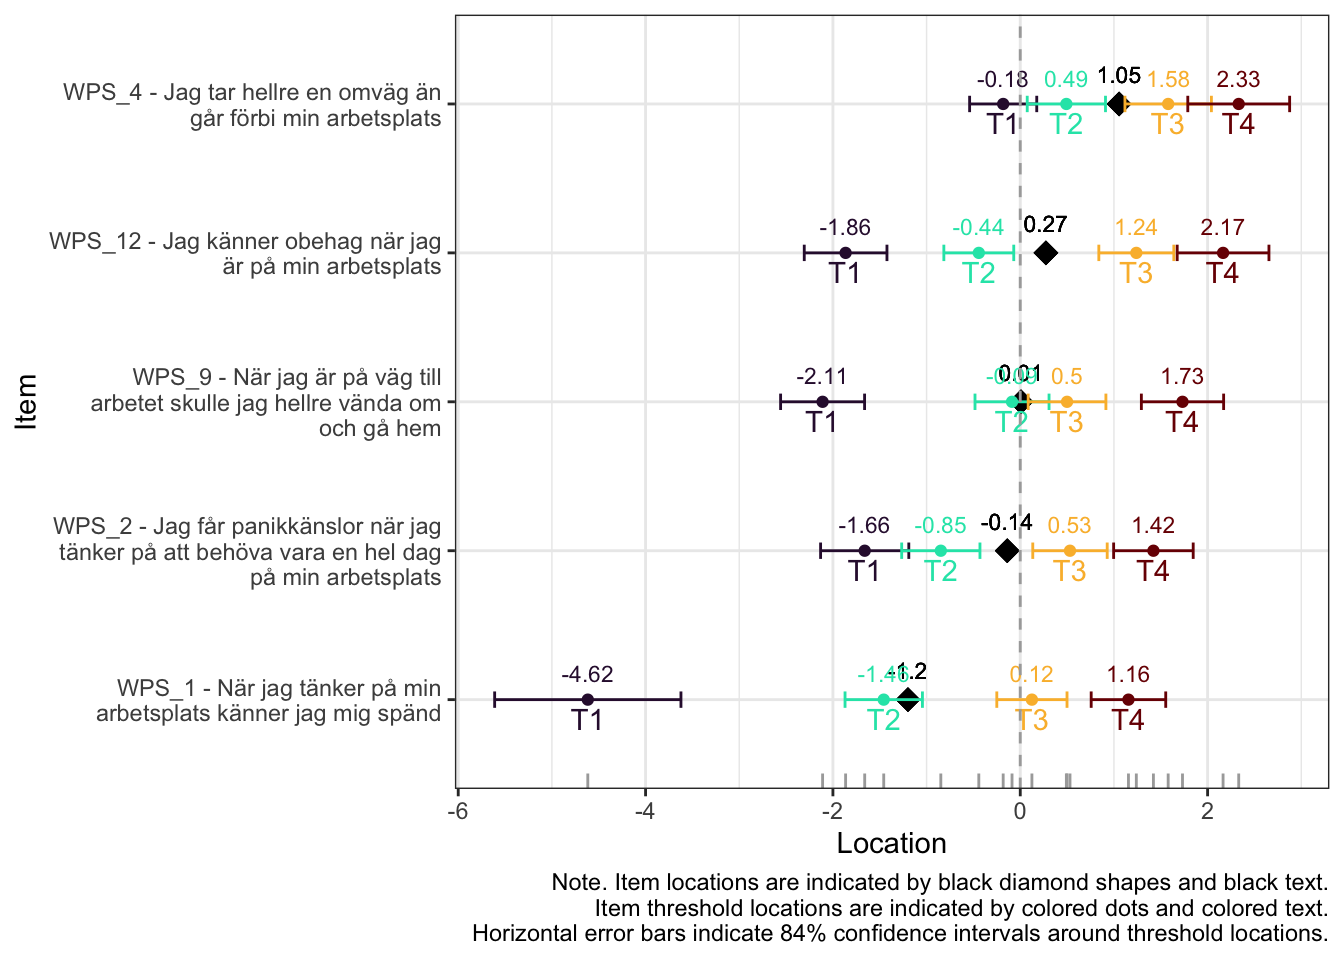 WPS_4 - Jag tar hellre en omväg än
går förbi min arbetsplats
-0.18 0.49 1.05 1.58 2.33
T1 T2 T3 T4
WPS_12 - Jag känner obehag när jag
är på min arbetsplats
-1.86 -0.44 0.27 1.24 2.17
T1 T2 T3 T4
WPS_9 - När jag är på väg till
arbetet skulle jag hellre vända om
och gå hem
-2.11 -0.09 0.01 0.5 1.73
T1 T2 T3 T4
WPS_2 - Jag får panikkänslor när jag
tänker på att behöva vara en hel dag
på min arbetsplats
-1.66 -0.85 -0.14 0.53 1.42
T1 T2 T3 T4
WPS_1 - När jag tänker på min
arbetsplats känner jag mig spänd
-4.62 -1.46 -1.2 0.12 1.16
T1 T2 T3 T4
Item
-6 -4 -2 0 2
Location
Note. Item locations are indicated by black diamond shapes and black text.
Item threshold locations are indicated by colored dots and colored text.
Horizontal error bars indicate 84% confidence intervals around threshold locations.